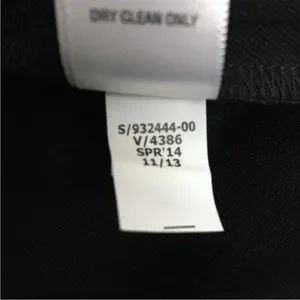 DRY CLEAN ONLY
S/932444-00
V/4386
SPR'14
11/13